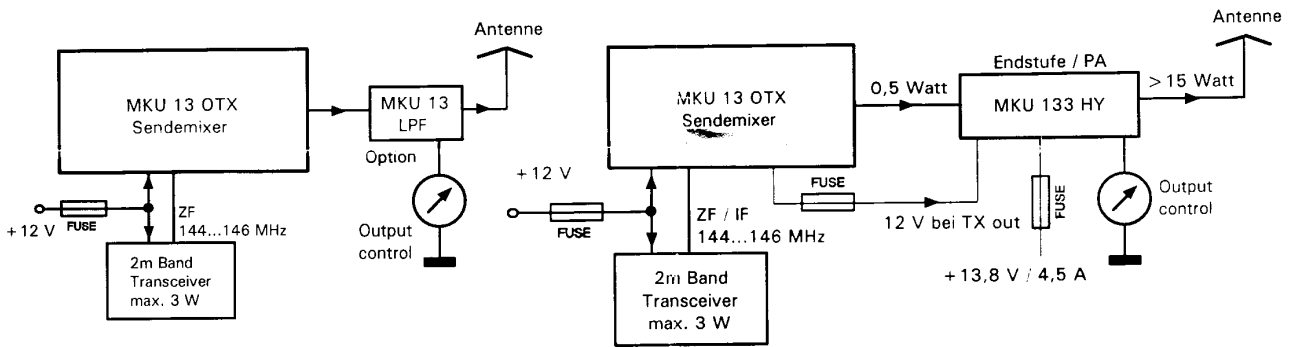 Antenne
MKU 13 OTX
Sendemixer
MKU 13
LPF
Option
+12 V
FUSE
ZF
144...146 MHz
Output
control
2m Band
Transceiver
max. 3 W
Antenne
Endstufe / PA
MKU 13 OTX
Sendemixer
0,5 Watt
MKU 133 HY
>15 Watt
+12 V
FUSE
FUSE
12 V bei TX out
FUSE
Output
control
ZF / IF
144...146 MHz
+13,8 V / 4,5 A
2m Band
Transceiver
max. 3 W